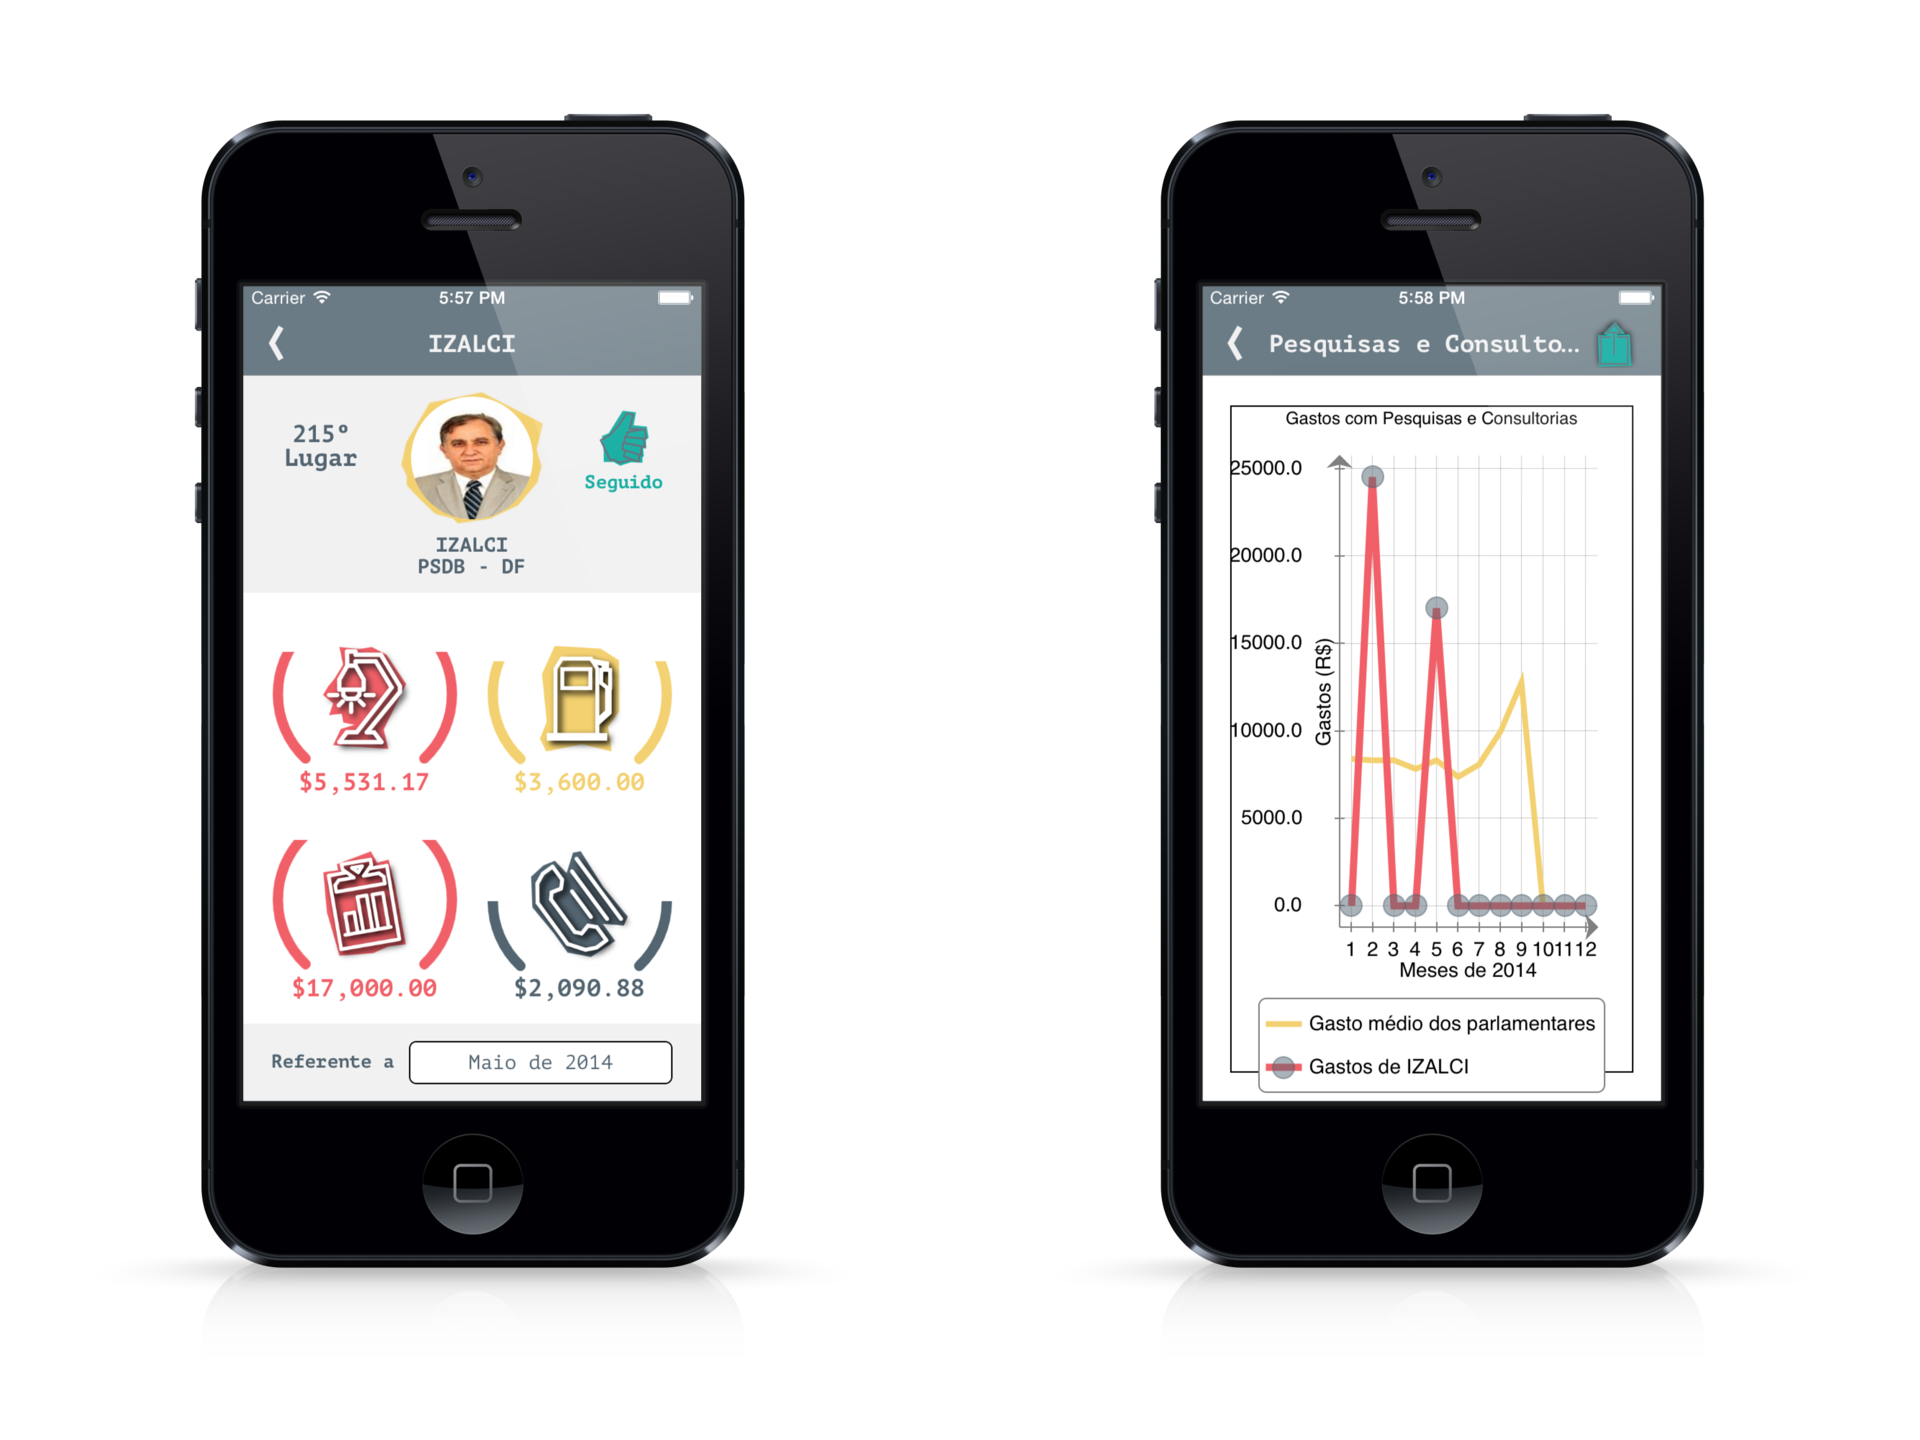 Carrier
5:57 PM
IZALCI
215º
Lugar
Seguido
IZALCI
PSDB - DF
$5,531.17
$3,600.00
$17,000.00
$2,090.88
Referente a
Maio de 2014
Carrier
5:58 PM
Pesquisas e Consulto...
Gastos com Pesquisas e Consultorias
25000.0
20000.0
15000.0
10000.0
5000.0
0.0
Gastos (R$)
1 2 3 4 5 6 7 8 9 10 11 12
Meses de 2014
Gasto médio dos parlamentares
Gastos de IZALCI